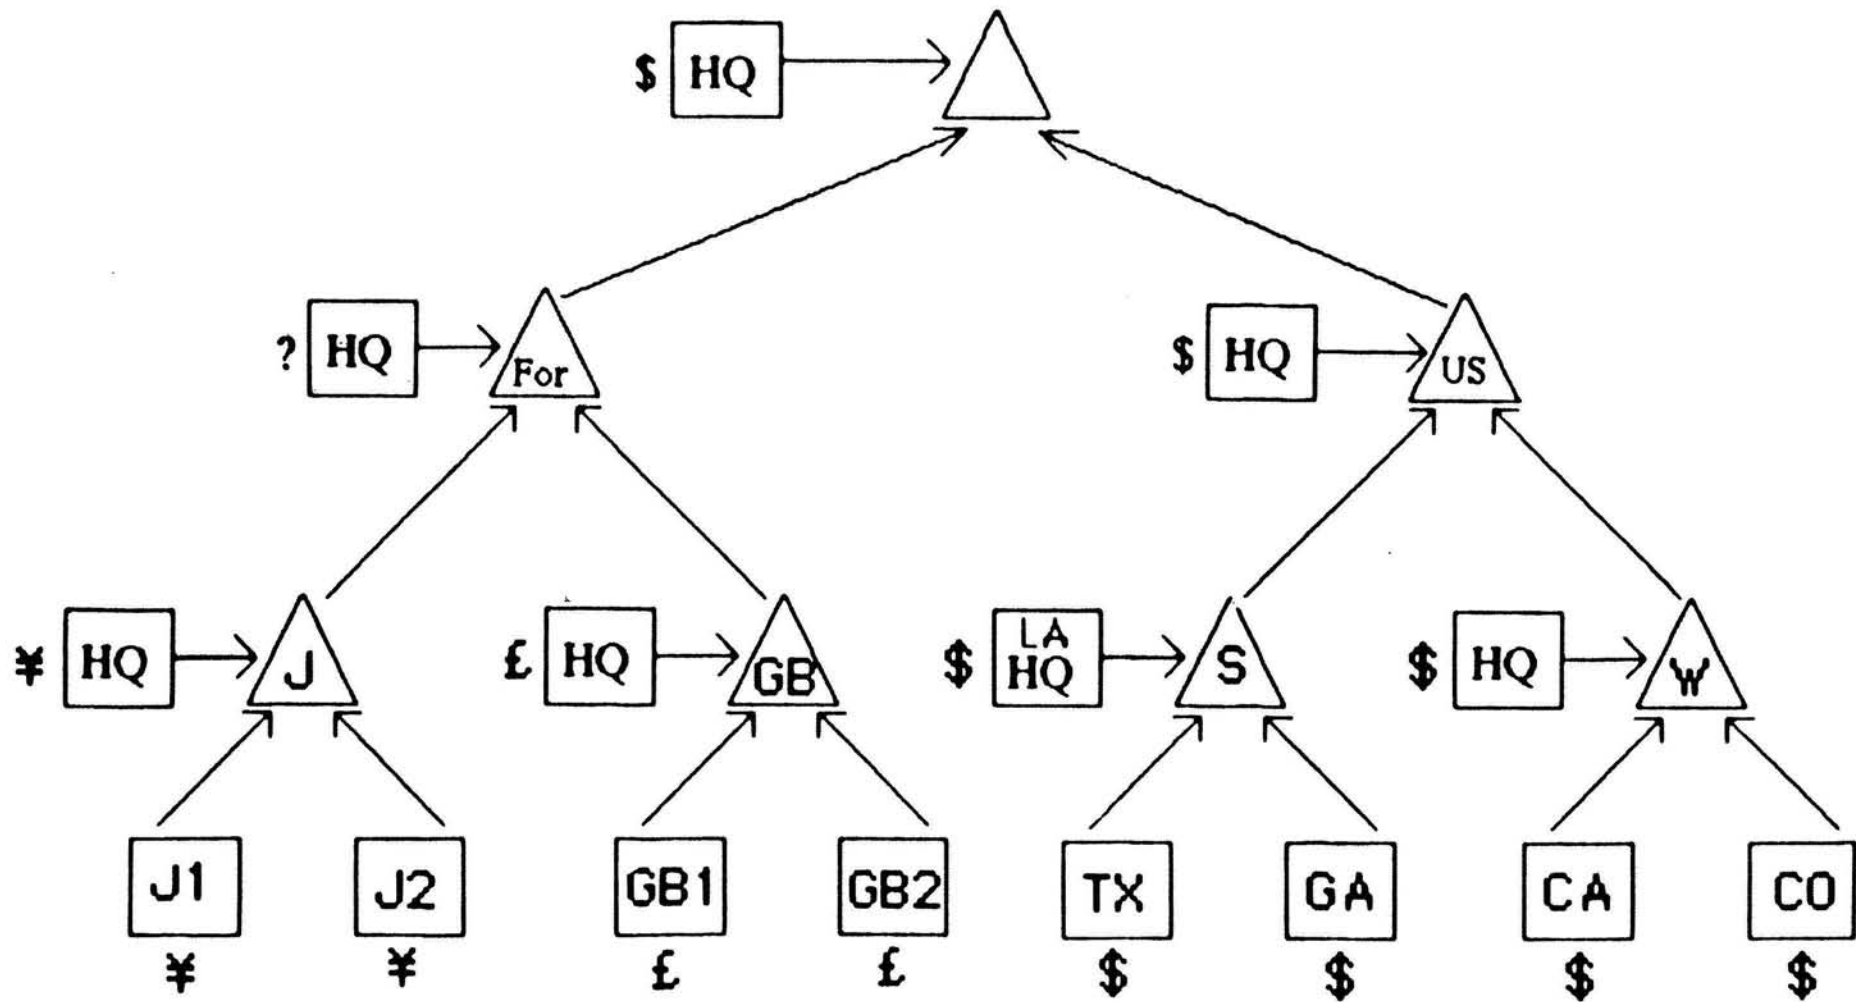 $ HQ
? HQ
For
$ HQ
US
¥ HQ
J
£ HQ
GB
$ LA
HQ
S
$ HQ
W
J1
J2
GB1
GB2
TX
GA
CA
CO
¥
¥
£
£
$
$
$
$